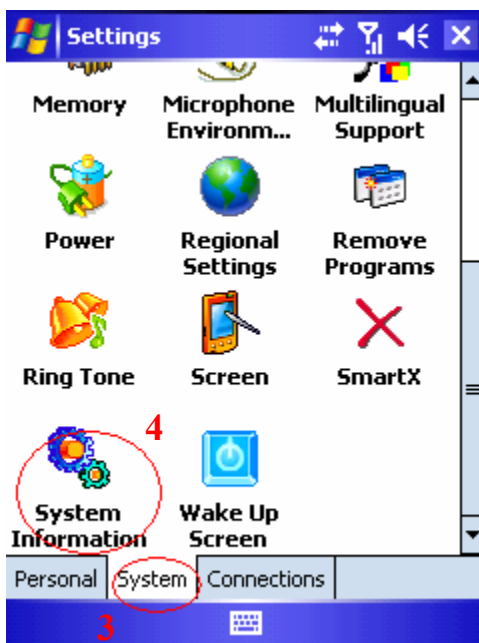 Settings
Memory Microphone Environm... Multilingual Support
Power Regional Settings Remove Programs
Ring Tone Screen SmartX
4
System Information Wake Up Screen
Personal System Connections
3